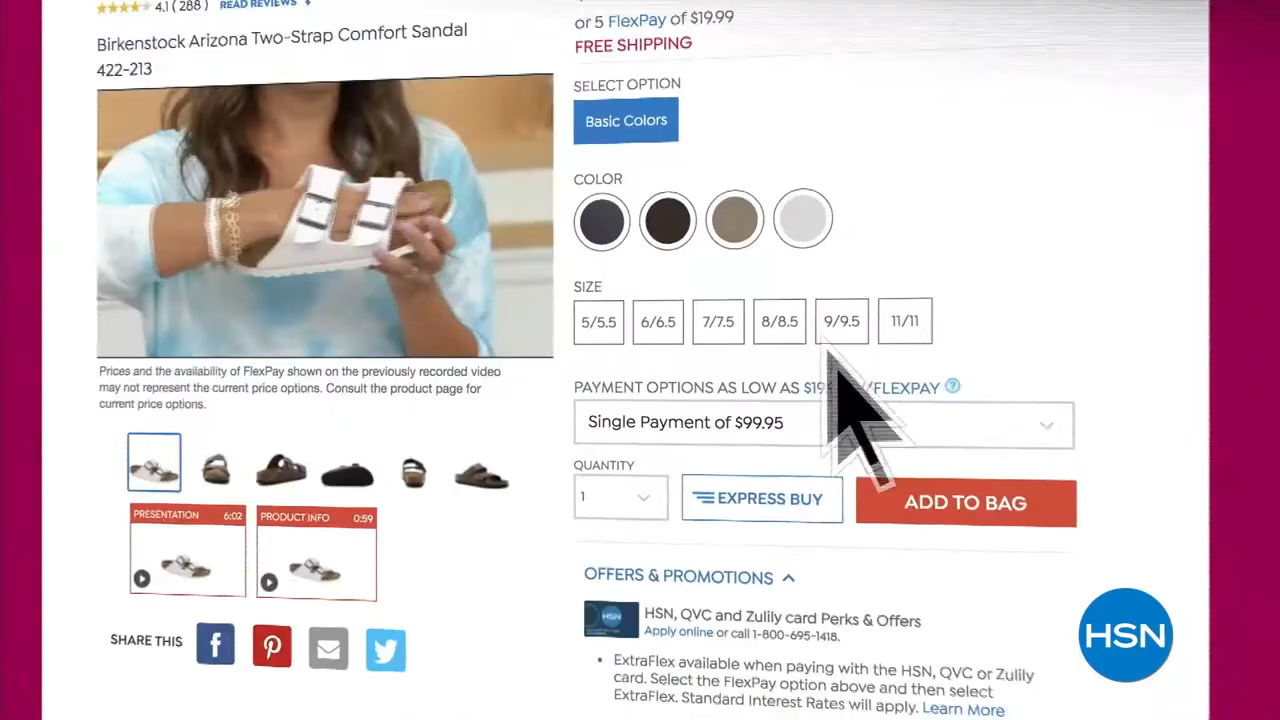 4.1 (288) READ REVIEWS
Birkenstock Arizona Two-Strap Comfort Sandal
422-213
Prices and the availability of FlexPay shown on the previously recorded video
may not represent the current price options. Consult the product page for
current price options.
PRESENTATION 6:02
PRODUCT INFO 0:59
SHARE THIS
or 5 FlexPay of $19.99
FREE SHIPPING
SELECT OPTION
Basic Colors
COLOR
SIZE
5/5.5 6/6.5 7/7.5 8/8.5 9/9.5 11/11
PAYMENT OPTIONS AS LOW AS /FLEXPAY ?
Single Payment of $99.95
QUANTITY
1
EXPRESS BUY
ADD TO BAG
OFFERS & PROMOTIONS
HSN
HSN, QVC and Zulily card Perks & Offers
Apply online or call 1-800-695-1418.
• ExtraFlex available when paying with the HSN, QVC or Zulily
card. Select the FlexPay option above and then select
ExtraFlex. Standard Interest Rates will apply. Learn More
HSN